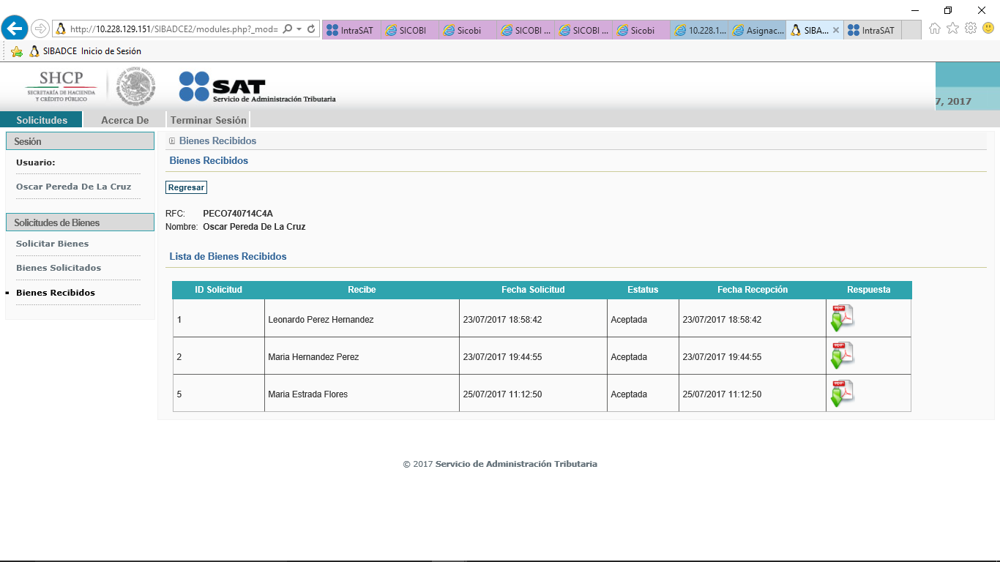 http://10.228.129.151/SIBADCE2/modules.php?_mod=
IntraSAT
SICOBI
Sicobi
SICOBI ...
SICOBI ...
Sicobi
10.228.1...
Asignac...
SIBA...
IntraSAT
SIBADCE Inicio de Sesión
SHCP
SECRETARÍA DE HACIENDA
Y CRÉDITO PÚBLICO
SAT
Servicio de Administración Tributaria
7, 2017
Solicitudes
Acerca De
Terminar Sesión
Sesión
Usuario:
Oscar Pereda De La Cruz
Solicitudes de Bienes
Solicitar Bienes
Bienes Solicitados
Bienes Recibidos
Bienes Recibidos
Bienes Recibidos
Regresar
RFC: PECO740714C4A
Nombre: Oscar Pereda De La Cruz
Lista de Bienes Recibidos
ID Solicitud Recibe Fecha Solicitud Estatus Fecha Recepción Respuesta
1 Leonardo Perez Hernandez 23/07/2017 18:58:42 Aceptada 23/07/2017 18:58:42 PDF
2 Maria Hernandez Perez 23/07/2017 19:44:55 Aceptada 23/07/2017 19:44:55 PDF
5 Maria Estrada Flores 25/07/2017 11:12:50 Aceptada 25/07/2017 11:12:50 PDF
© 2017 Servicio de Administración Tributaria